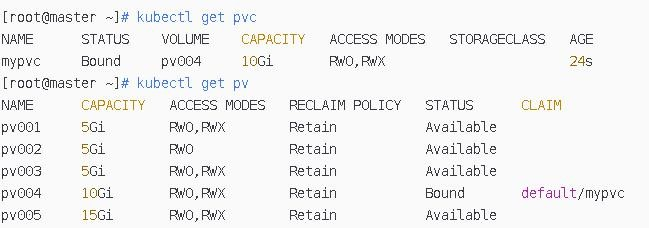 [root@master ~]# kubectl get pvc
NAME STATUS VOLUME CAPACITY ACCESS MODES STORAGECLASS AGE
mypvc Bound pv004 10Gi RWO,RWX 24s
[root@master ~]# kubectl get pv
NAME CAPACITY ACCESS MODES RECLAIM POLICY STATUS CLAIM
pv001 5Gi RWO,RWX Retain Available
pv002 5Gi RWO Retain Available
pv003 5Gi RWO,RWX Retain Available
pv004 10Gi RWO,RWX Retain Bound default/mypvc
pv005 15Gi RWO,RWX Retain Available